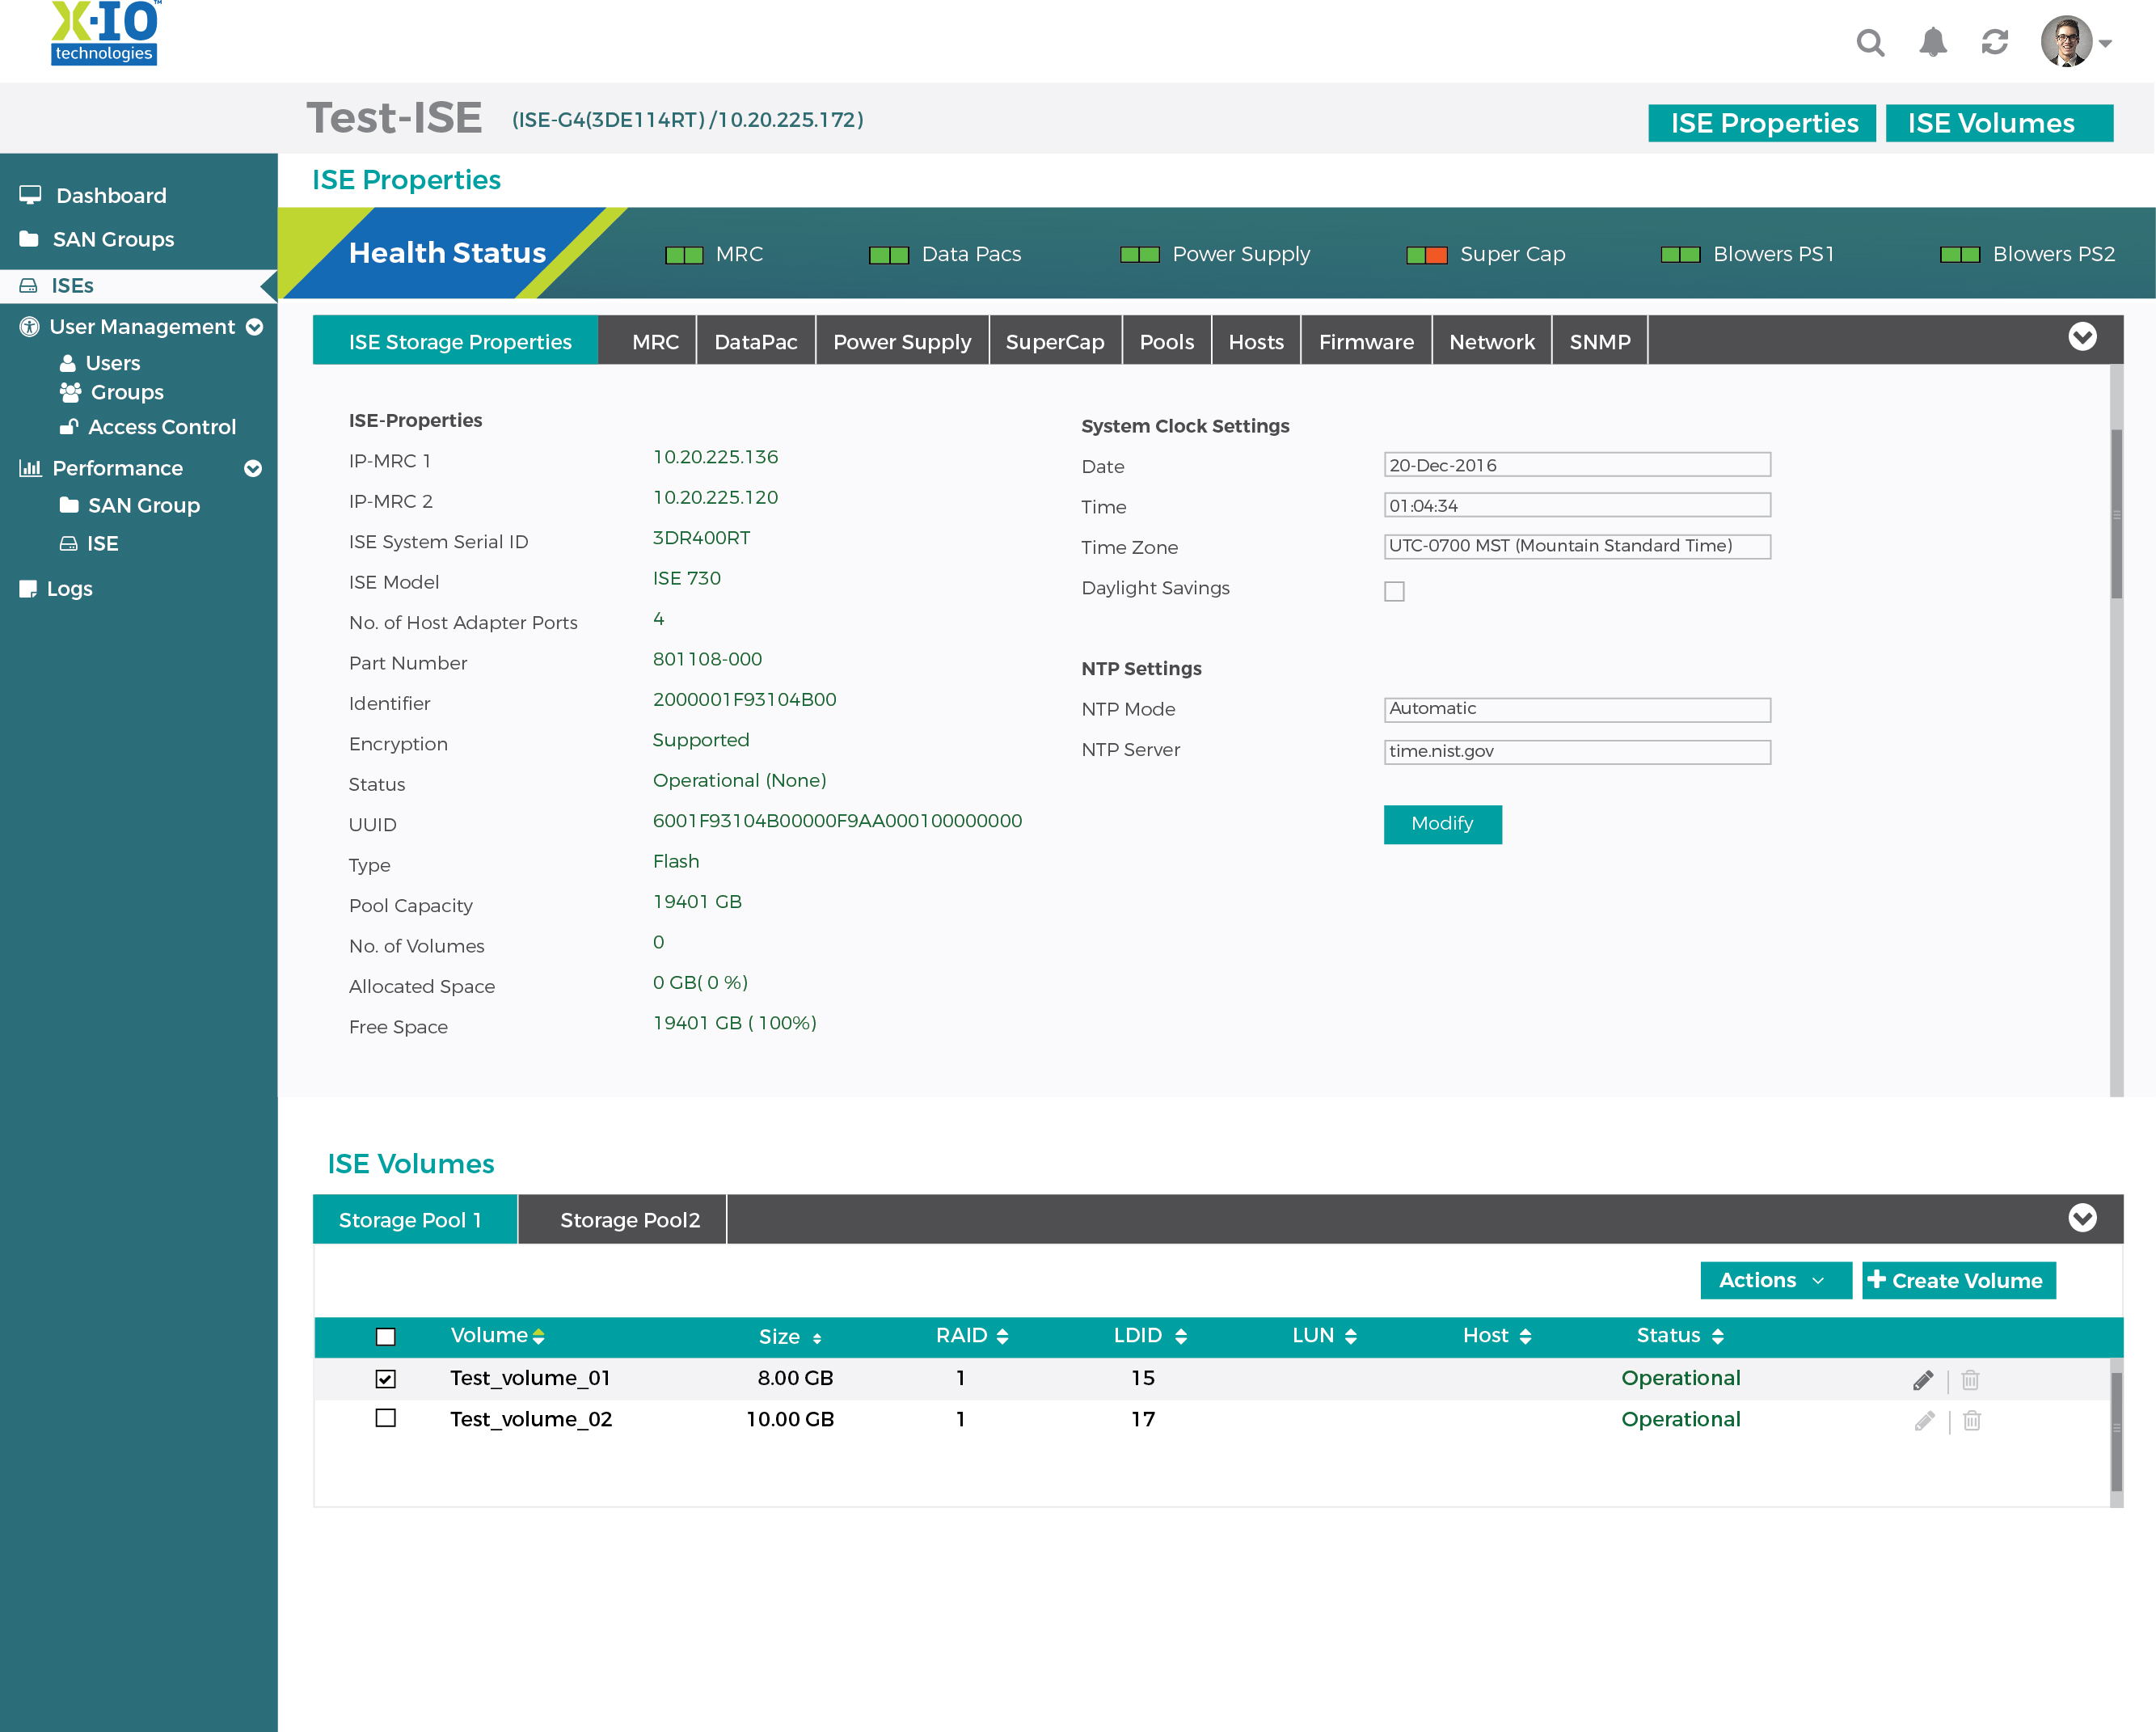 X-IO™
technologies
Test-ISE (ISE-G4(3DE114RT) /10.20.225.172)
ISE Properties ISE Volumes
Dashboard
SAN Groups
ISEs
User Management
Users
Groups
Access Control
Performance
SAN Group
ISE
Logs
ISE Properties
Health Status MRC Data Pacs Power Supply Super Cap Blowers PS1 Blowers PS2
ISE Storage Properties MRC DataPac Power Supply SuperCap Pools Hosts Firmware Network SNMP
ISE-Properties
IP-MRC 1 10.20.225.136
IP-MRC 2 10.20.225.120
ISE System Serial ID 3DR400RT
ISE Model ISE 730
No. of Host Adapter Ports 4
Part Number 801108-000
Identifier 2000001F93104B00
Encryption Supported
Status Operational (None)
UUID 6001F93104B00000F9AA000100000000
Type Flash
Pool Capacity 19401 GB
No. of Volumes 0
Allocated Space 0 GB( 0 %)
Free Space 19401 GB ( 100%)
System Clock Settings
Date 20-Dec-2016
Time 01:04:34
Time Zone UTC-0700 MST (Mountain Standard Time)
Daylight Savings
NTP Settings
NTP Mode Automatic
NTP Server time.nist.gov
Modify
ISE Volumes
Storage Pool 1 Storage Pool2
Actions Create Volume
Volume Size RAID LDID LUN Host Status
Test_volume_01 8.00 GB 1 15 Operational
Test_volume_02 10.00 GB 1 17 Operational